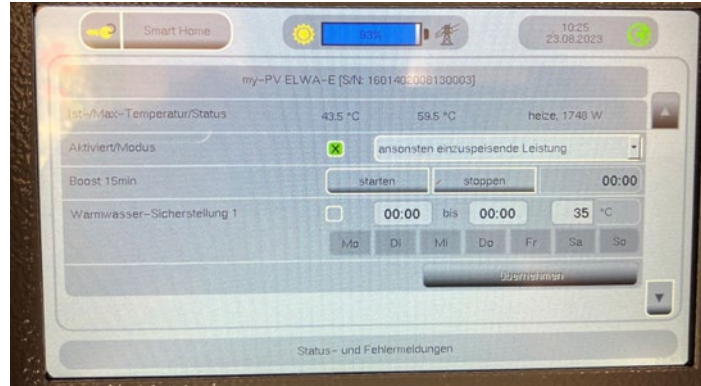 Smart Home 93% 10:25
23.08.2023
my-PV ELWA-E [S/N: 1601402008130003]
Ist-/Max-Temperatur/Status 43.5 °C 59.5 °C heize, 1748 W
Aktiviert/Modus X ansonsten einzuspeisende Leistung
Boost 15min starten stoppen 00:00
Warmwasser-Sicherstellung 1 00:00 bis 00:00 35 °C
Mo Di Mi Do Fr Sa So
übernehmen
Status- und Fehlermeldungen